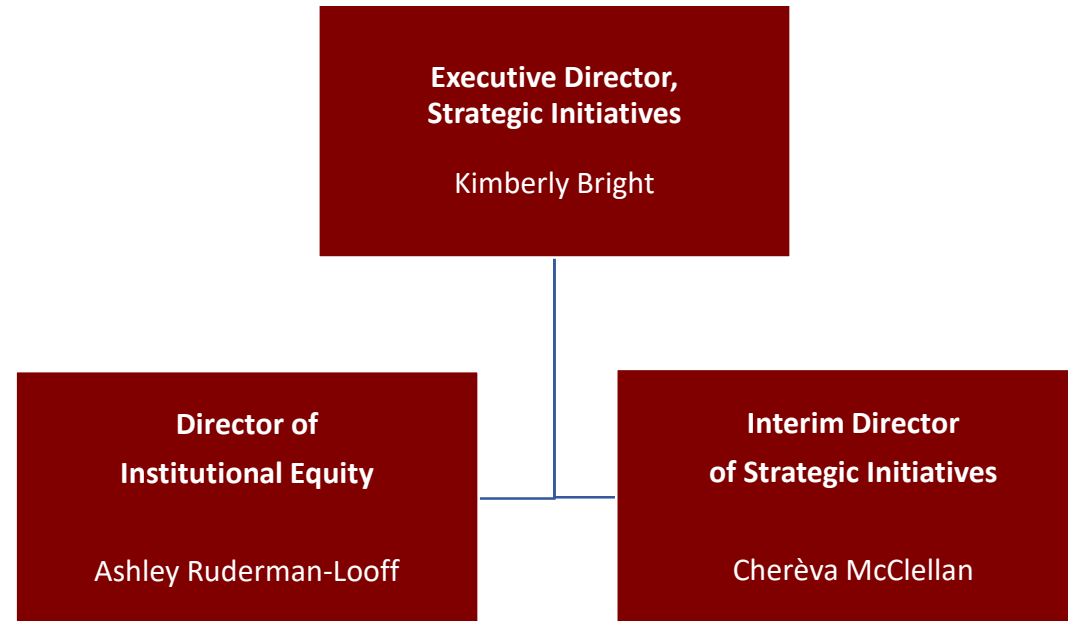 Executive Director,
Strategic Initiatives
Kimberly Bright
Director of
Institutional Equity
Ashley Ruderman-Looff
Interim Director
of Strategic Initiatives
Cherèva McClellan